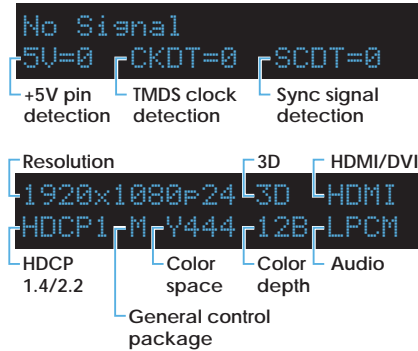 No Signal
5V=0 CKDT=0 SCDT=0
+5V pin detection
TMDS clock detection
Sync signal detection
Resolution 3D HDMI/DVI
1920x1080p24 3D HDMI
HDCP1 M Y444 12B LPCM
HDCP 1.4/2.2
Color space
Color depth
Audio
General control package